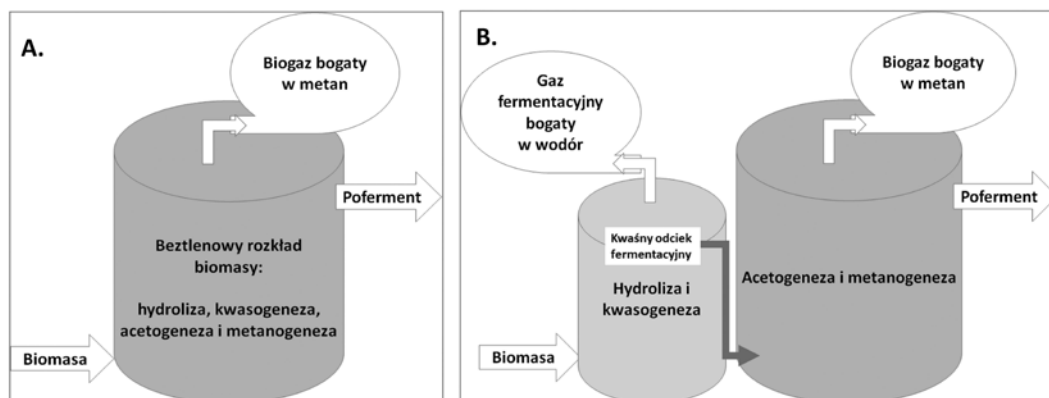 A.
Biogaz bogaty
w metan
Poferment
Beztlenowy rozkład
biomasy:
hydroliza, kwasogeneza,
acetogeneza i metanogeneza
Biomasa
B.
Gaz
fermentacyjny
bogaty
w wodór
Biogaz bogaty
w metan
Poferment
Kwaśny odciek
fermentacyjny
Hydroliza i
kwasogeneza
Acetogeneza i metanogeneza
Biomasa